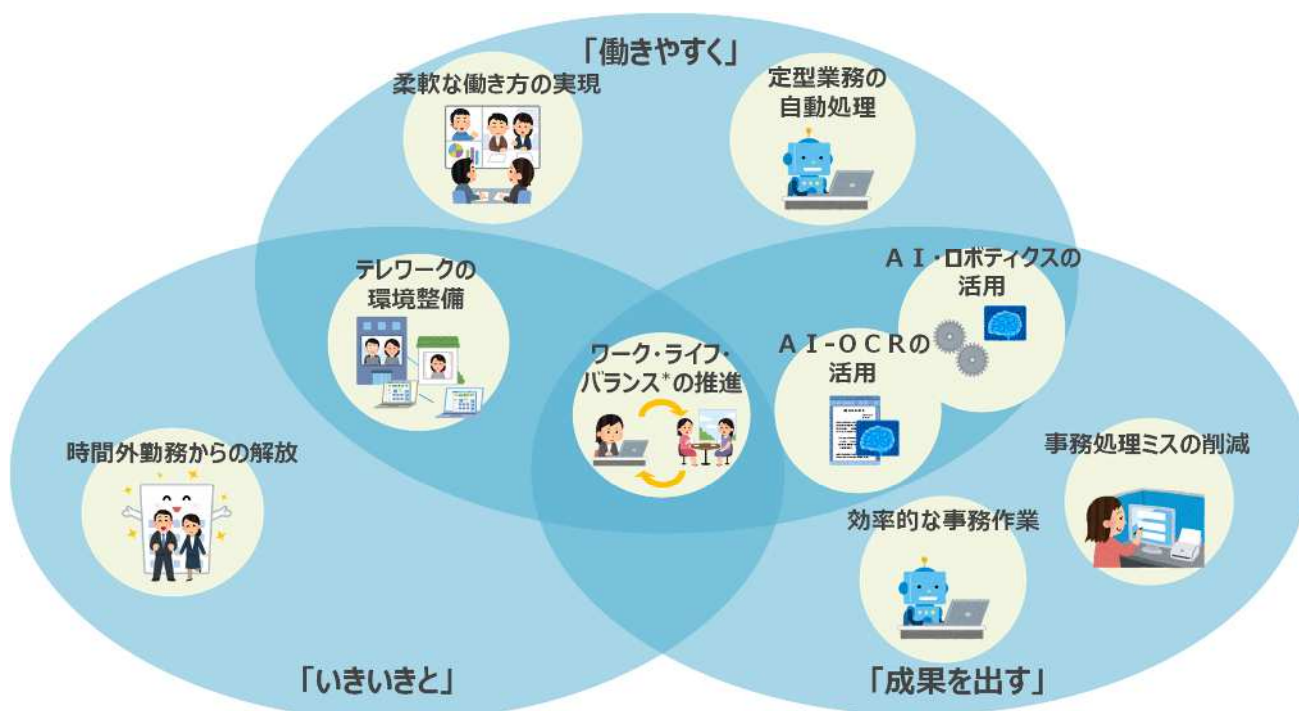 「働きやすく」
柔軟な働き方の実現
定型業務の
自動処理
テレワークの
環境整備
ＡＩ・ロボティクスの
活用
ワーク・ライフ・
バランス*の推進
ＡＩ-ＯＣＲの
活用
時間外勤務からの解放
事務処理ミスの削減
効率的な事務作業
「いきいきと」
「成果を出す」